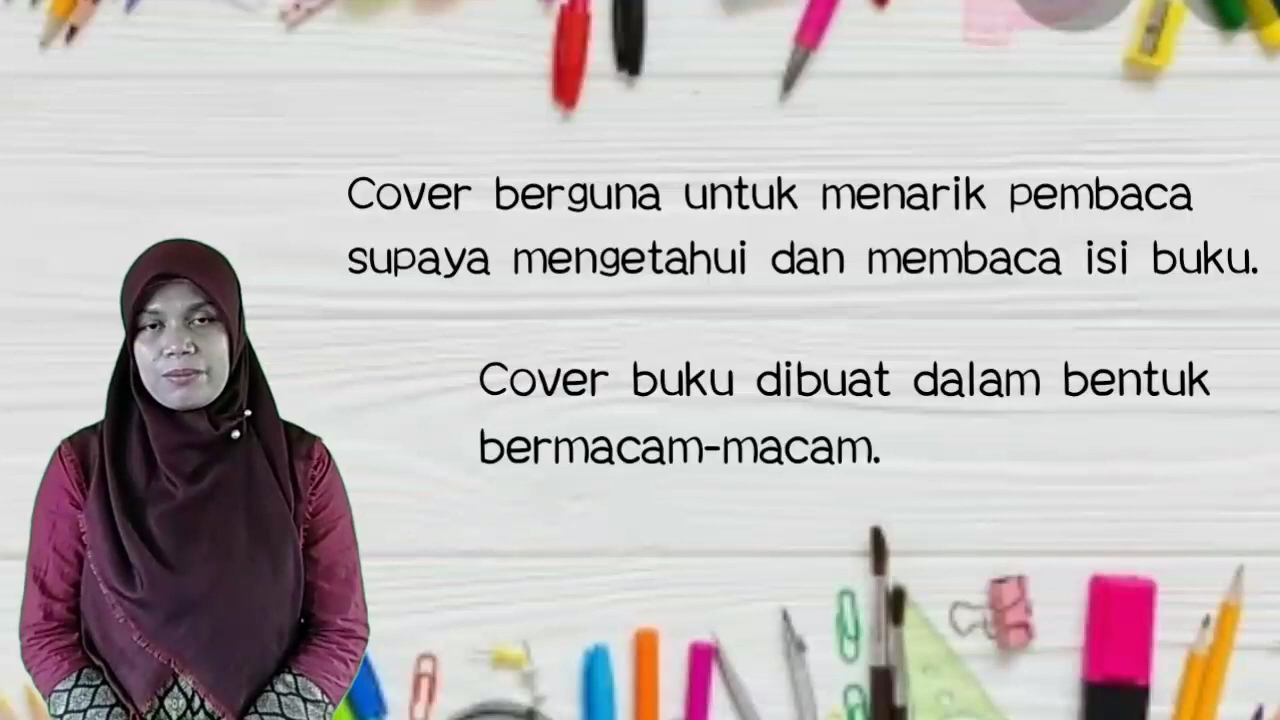 Cover berguna untuk menarik pembaca
supaya mengetahui dan membaca isi buku.
Cover buku dibuat dalam bentuk
bermacam-macam.